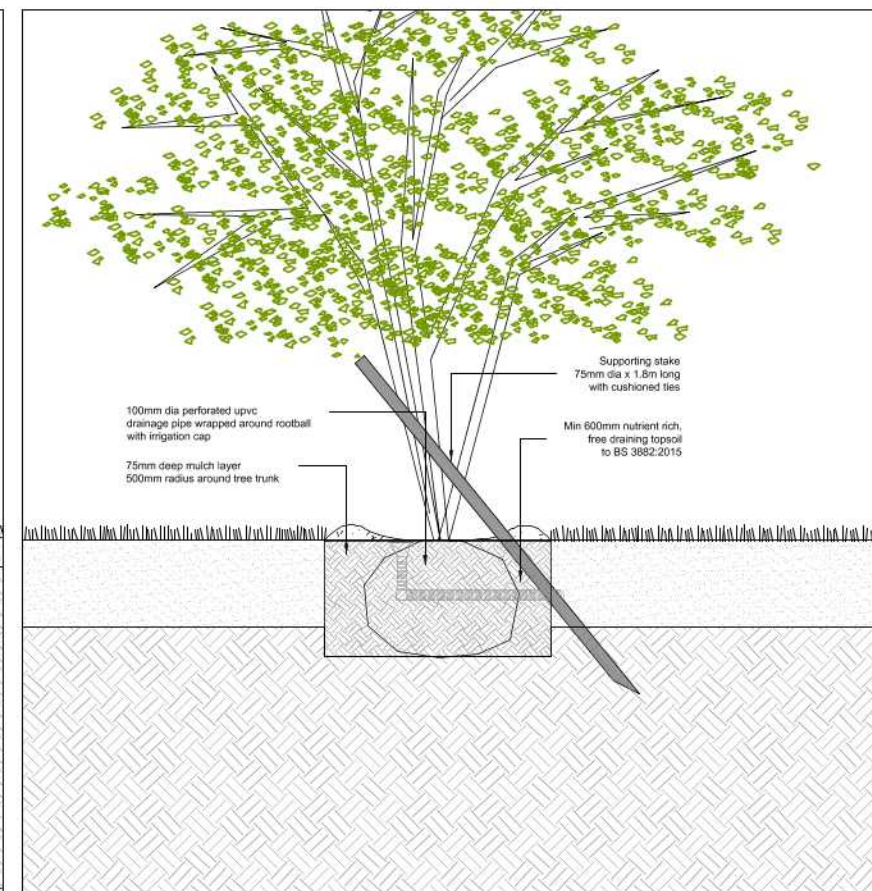 Supporting stake
75mm dia x 1.8m long
with cushioned ties
100mm dia perforated upvc
drainage pipe wrapped around rootball
with irrigation cap
Min 600mm nutrient rich,
free draining topsoil
to BS 3882:2015
75mm deep mulch layer
500mm radius around tree trunk